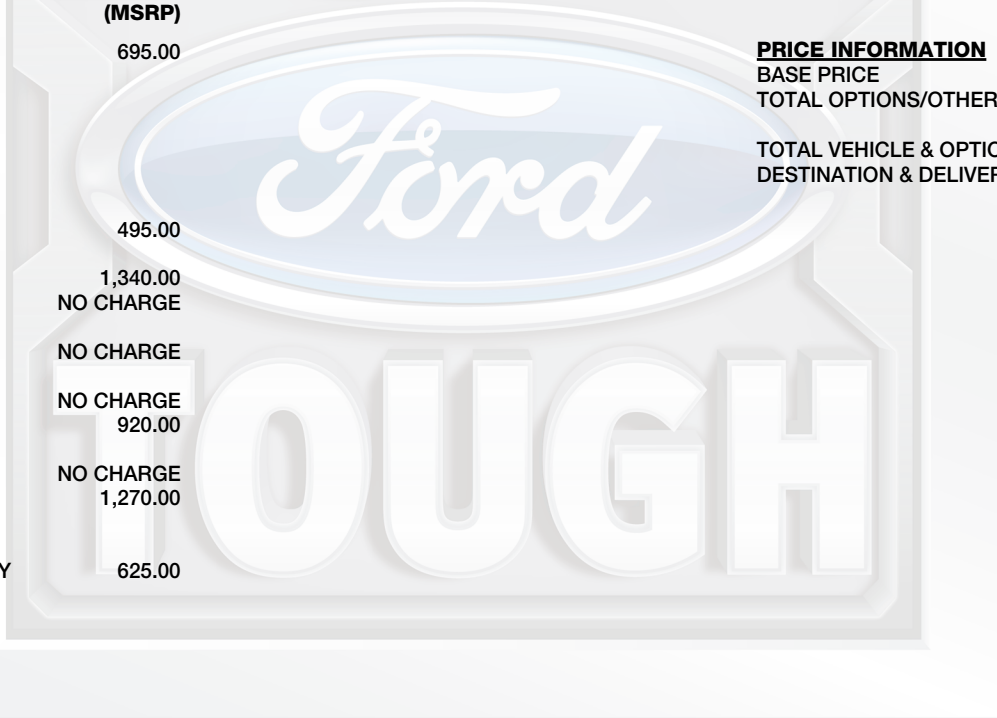 (MSRP)
695.00
495.00
1,340.00
NO CHARGE
NO CHARGE
NO CHARGE
920.00
NO CHARGE
1,270.00
Y 625.00
PRICE INFORMATION
BASE PRICE
TOTAL OPTIONS/OTHER
TOTAL VEHICLE & OPTIO
DESTINATION & DELIVER
Ford
TOUGH